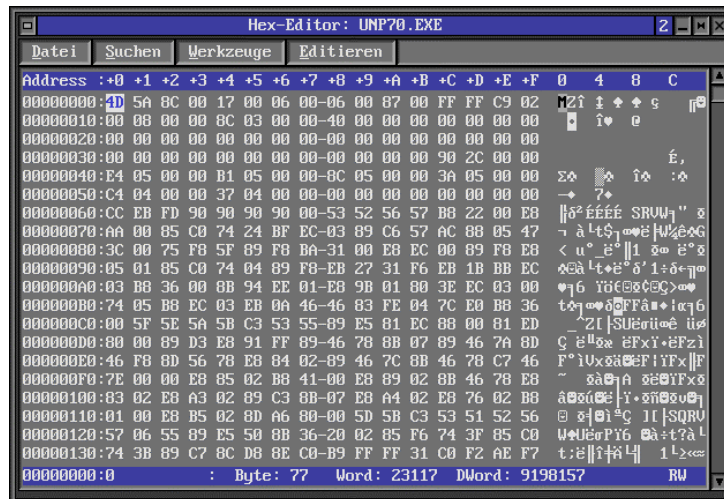 Hex-Editor: UNP70.EXE 2
Datei Suchen Werkzeuge Editieren
Address :+0 +1 +2 +3 +4 +5 +6 +7 +8 +9 +A +B +C +D +E +F 0 4 8 C
00000000:4D 5A 8C 00 17 00 06 00-06 00 87 00 FF FF C9 02
00000010:00 08 00 00 8C 03 00 00-40 00 00 00 00 00 00 00
00000020:00 00 00 00 00 00 00 00-00 00 00 00 00 00 00 00
00000030:00 00 00 00 00 00 00 00-00 00 00 00 90 2C 00 00
00000040:E4 05 00 00 B1 05 00 00-8C 05 00 00 3A 05 00 00
00000050:C4 04 00 00 37 04 00 00-00 00 00 00 00 00 00 00
00000060:CC EB FD 90 90 90 90 00-53 52 56 57 B8 22 00 E8
00000070:AA 00 85 C0 74 24 BF EC-03 89 C6 57 AC 88 05 47
00000080:3C 00 75 F8 5F 89 F8 BA-31 00 E8 EC 00 89 F8 E8
00000090:05 01 85 C0 74 04 89 F8-EB 27 31 F6 EB 1B BB EC
000000A0:03 B8 36 00 8B 94 EE 01-E8 9B 01 80 3E EC 03 00
000000B0:74 05 B8 EC 03 EB 0A 46-46 83 FE 04 7C E0 B8 36
000000C0:00 5F 5E 5A 5B C3 53 55-89 E5 81 EC 88 00 81 ED
000000D0:80 00 89 D3 E8 91 FF 89-46 78 8B 07 89 46 7A 8D
000000E0:46 F8 8D 56 78 E8 84 02-89 46 7C 8B 46 78 C7 46
000000F0:7E 00 00 E8 85 02 B8 41-00 E8 89 02 8B 46 78 E8
00000100:83 02 E8 A3 02 89 C3 8B-07 E8 A4 02 E8 76 02 B8
00000110:01 00 E8 B5 02 8D A6 80-00 5D 5B C3 53 51 52 56
00000120:57 06 55 89 E5 50 8B 36-20 02 85 F6 74 3F 85 C0
00000130:74 3B 89 C7 8C D8 8E C0-B9 FF FF 31 C0 F2 AE F7
00000000:0 : Byte: 77 Word: 23117 DWord: 9198157 RW